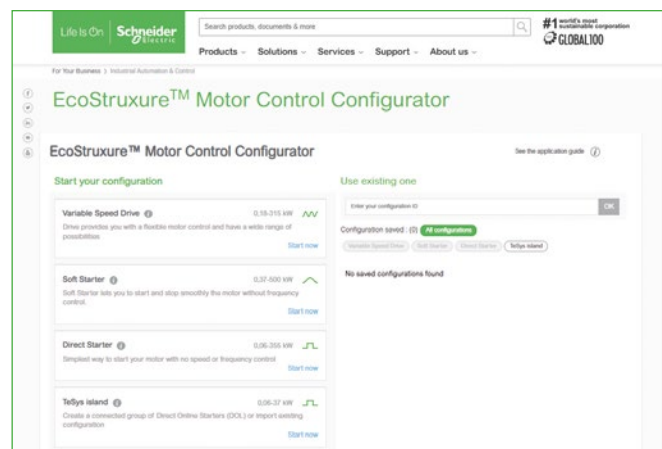 Life Is On Schneider Electric
Search products, documents & more
#1 world's most sustainable corporation
GLOBAL100
Products Solutions Services Support About us
For Your Business > Industrial Automation & Control
EcoStruxure™ Motor Control Configurator
EcoStruxure™ Motor Control Configurator
See the application guide
Start your configuration
Variable Speed Drive 0,18-315 kW
Drive provides you with a flexible motor control and have a wide range of
possibilities
Start now
Soft Starter 0,37-500 kW
Soft Starter lets you to start and stop smoothly the motor without frequency
control.
Start now
Direct Starter 0,06-355 kW
Simplest way to start your motor with no speed or frequency control
Start now
TeSys island 0,06-37 kW
Create a connected group of Direct Online Starters (DOL) or import existing
configuration
Start now
Use existing one
Enter your configuration ID OK
Configuration saved : (0) All configurations
Variable Speed Drive Soft Starter Direct Starter TeSys island
No saved configurations found